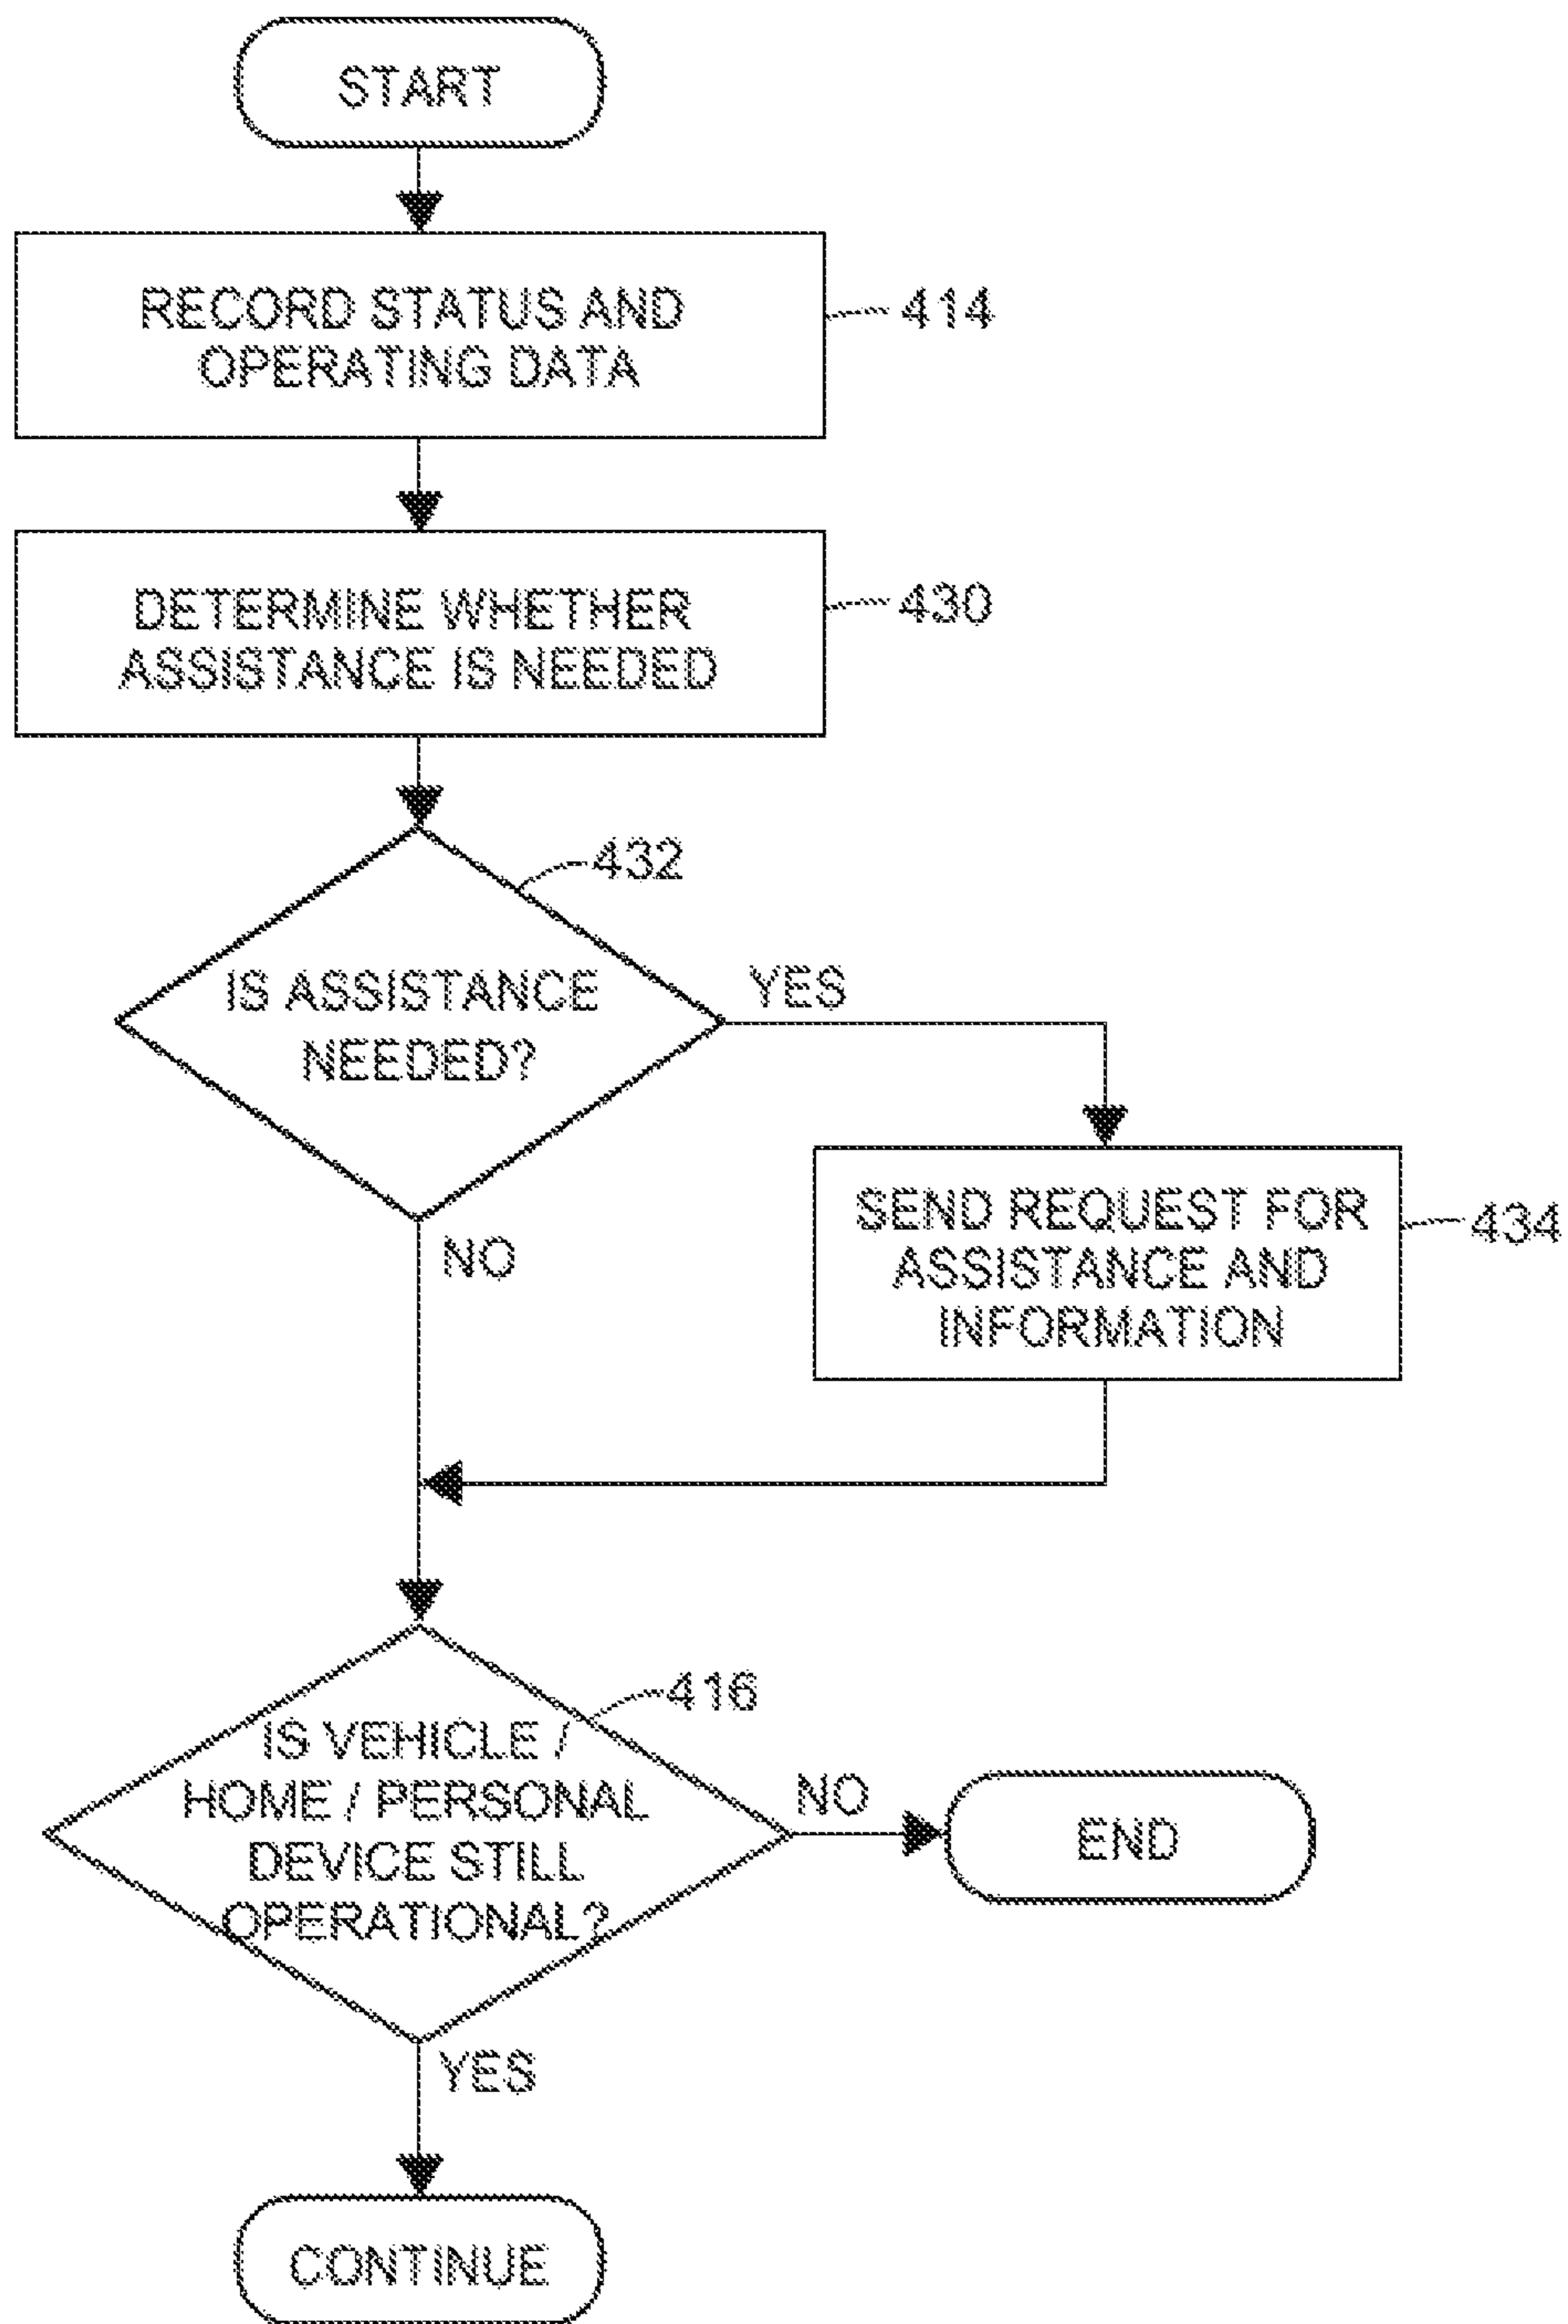 START
RECORD STATUS AND
OPERATING DATA
414
DETERMINE WHETHER
ASSISTANCE IS NEEDED
430
432
IS ASSISTANCE
NEEDED?
YES
NO
SEND REQUEST FOR
ASSISTANCE AND
INFORMATION
434
416
IS VEHICLE /
HOME / PERSONAL
DEVICE STILL
OPERATIONAL?
NO
END
YES
CONTINUE